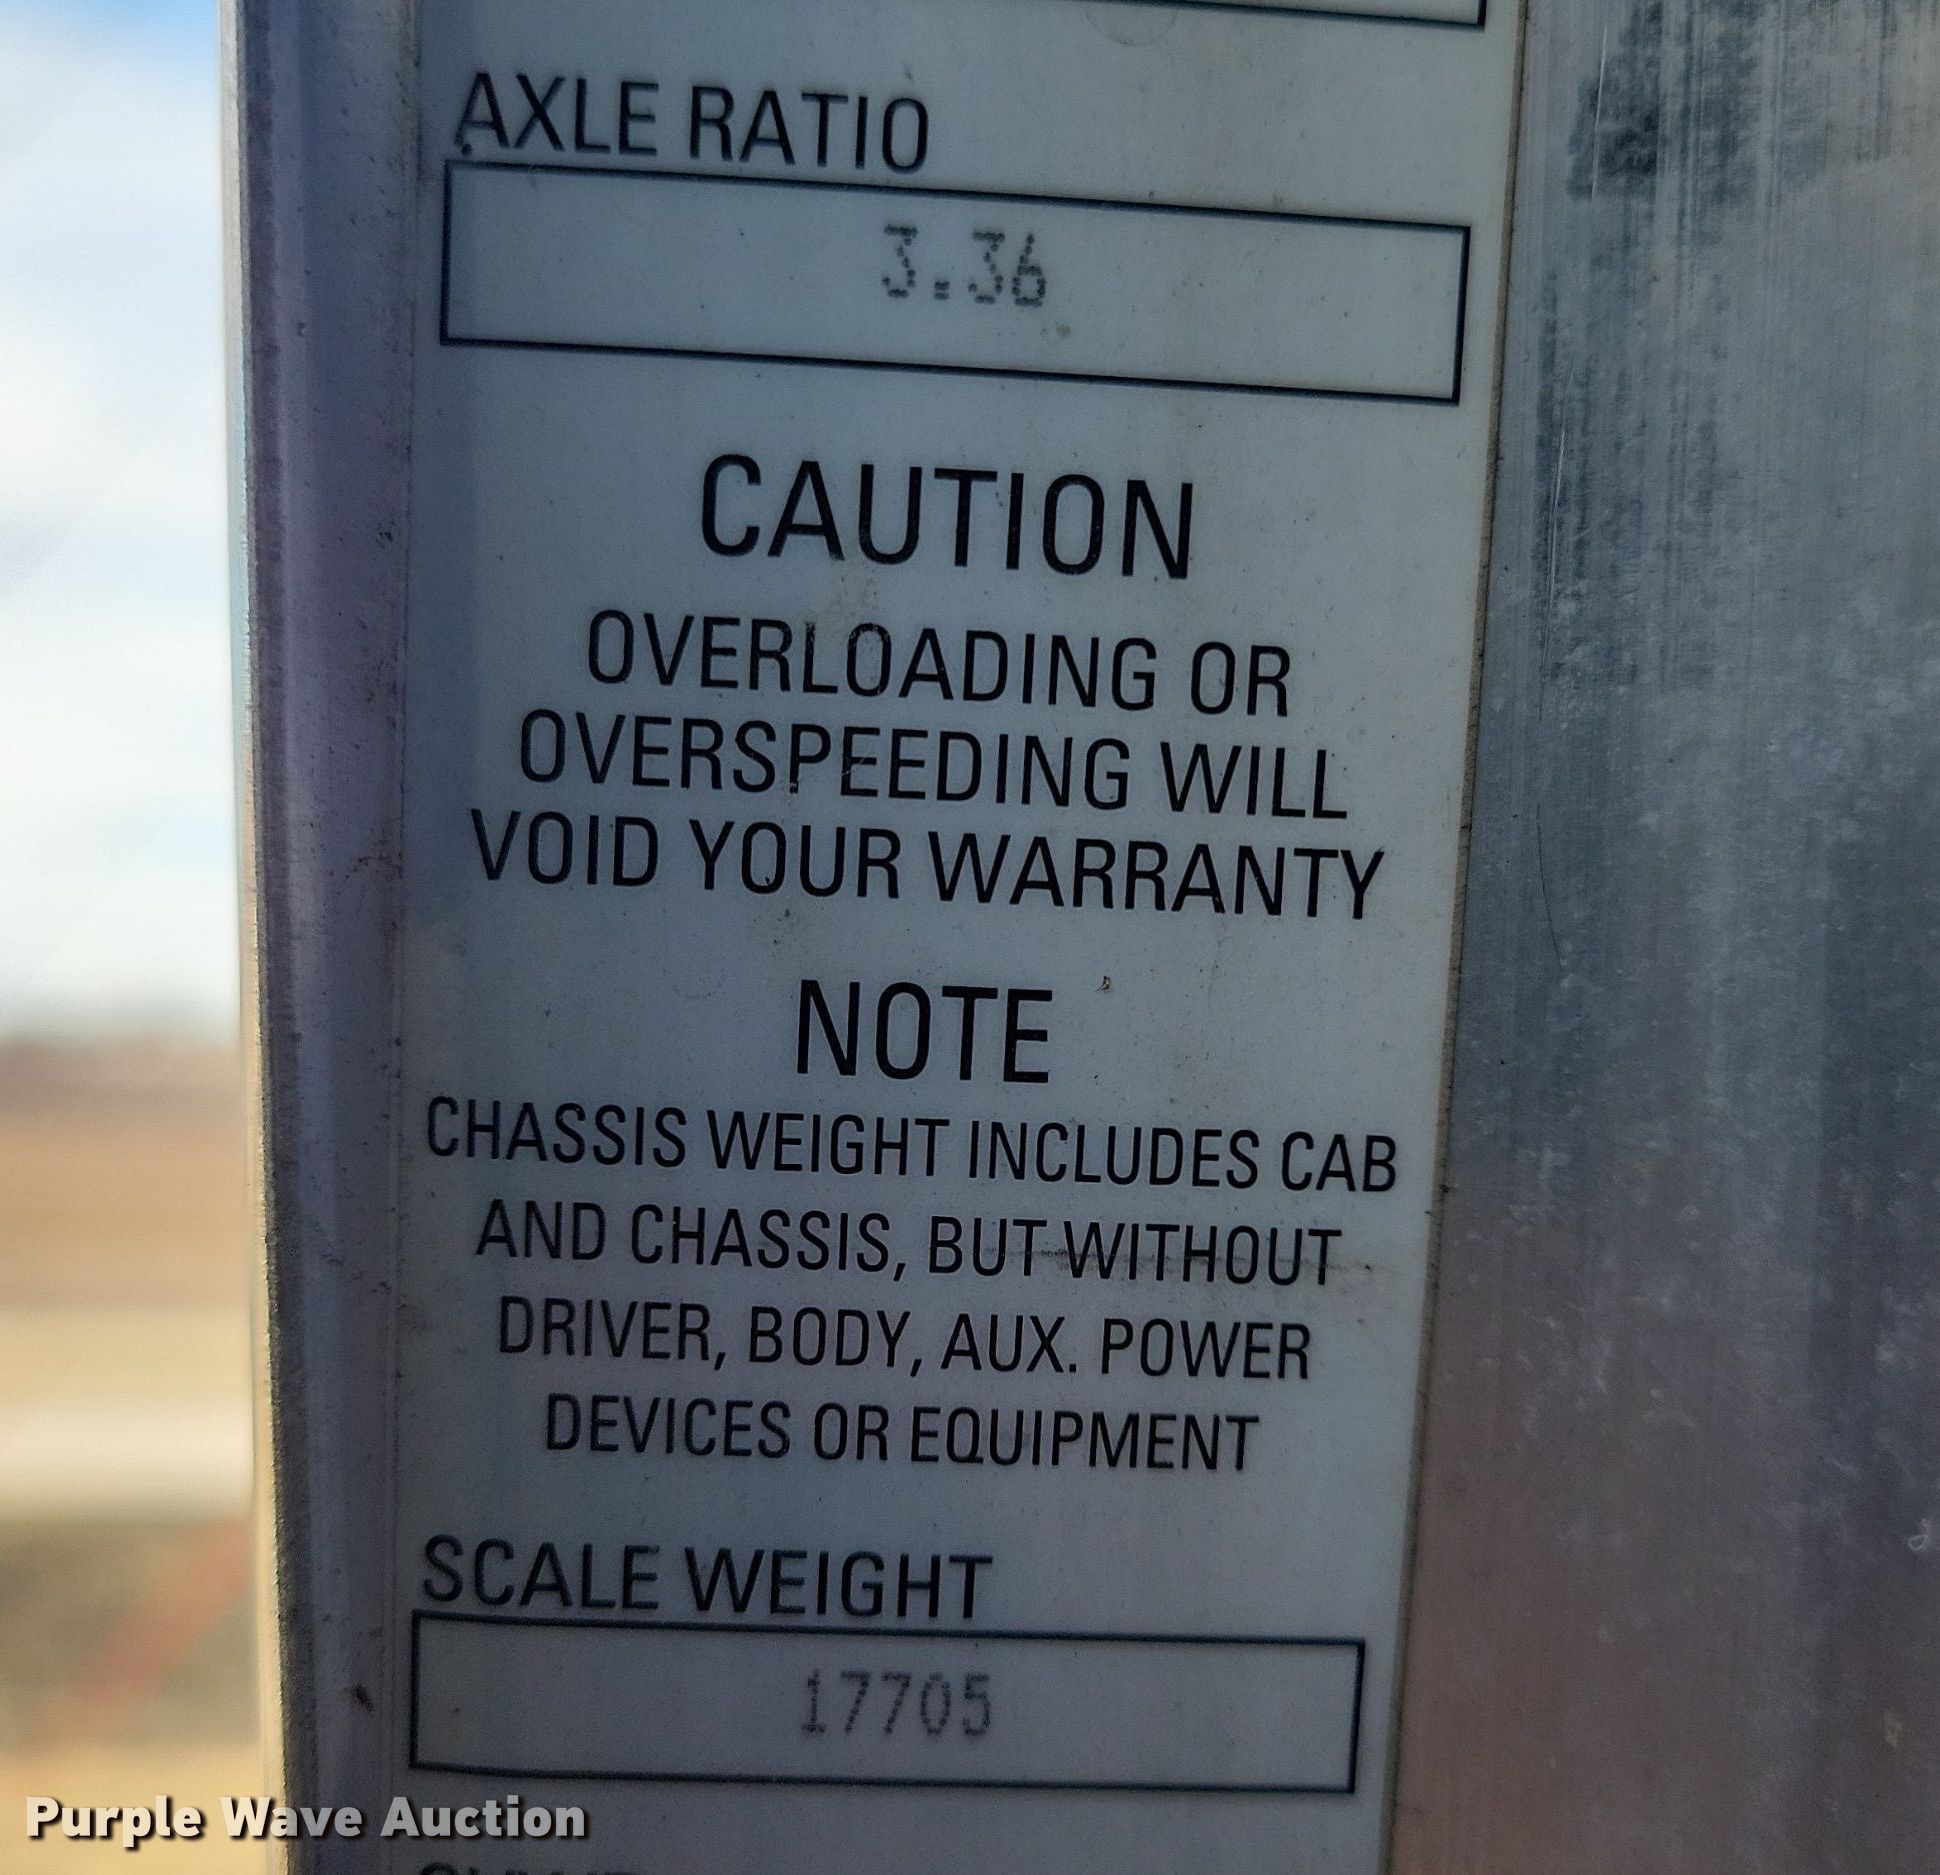 AXLE RATIO
3.36
CAUTION
OVERLOADING OR
OVERSPEEDING WILL
VOID YOUR WARRANTY
NOTE
CHASSIS WEIGHT INCLUDES CAB
AND CHASSIS, BUT WITHOUT
DRIVER, BODY, AUX. POWER
DEVICES OR EQUIPMENT
SCALE WEIGHT
17705
Purple Wave Auction